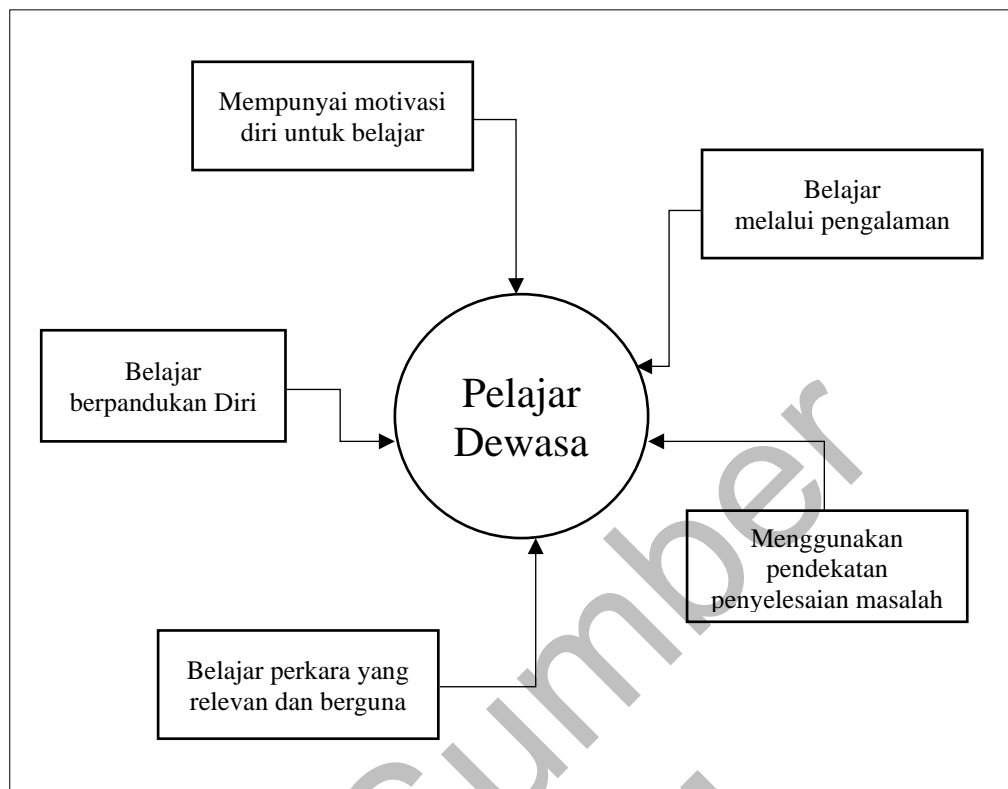 Mempunyai motivasi
diri untuk belajar
Belajar
melalui pengalaman
Belajar
berpandukan Diri
Pelajar
Dewasa
Menggunakan
pendekatan
penyelesaian masalah
Belajar perkara yang
relevan dan berguna
Sumber